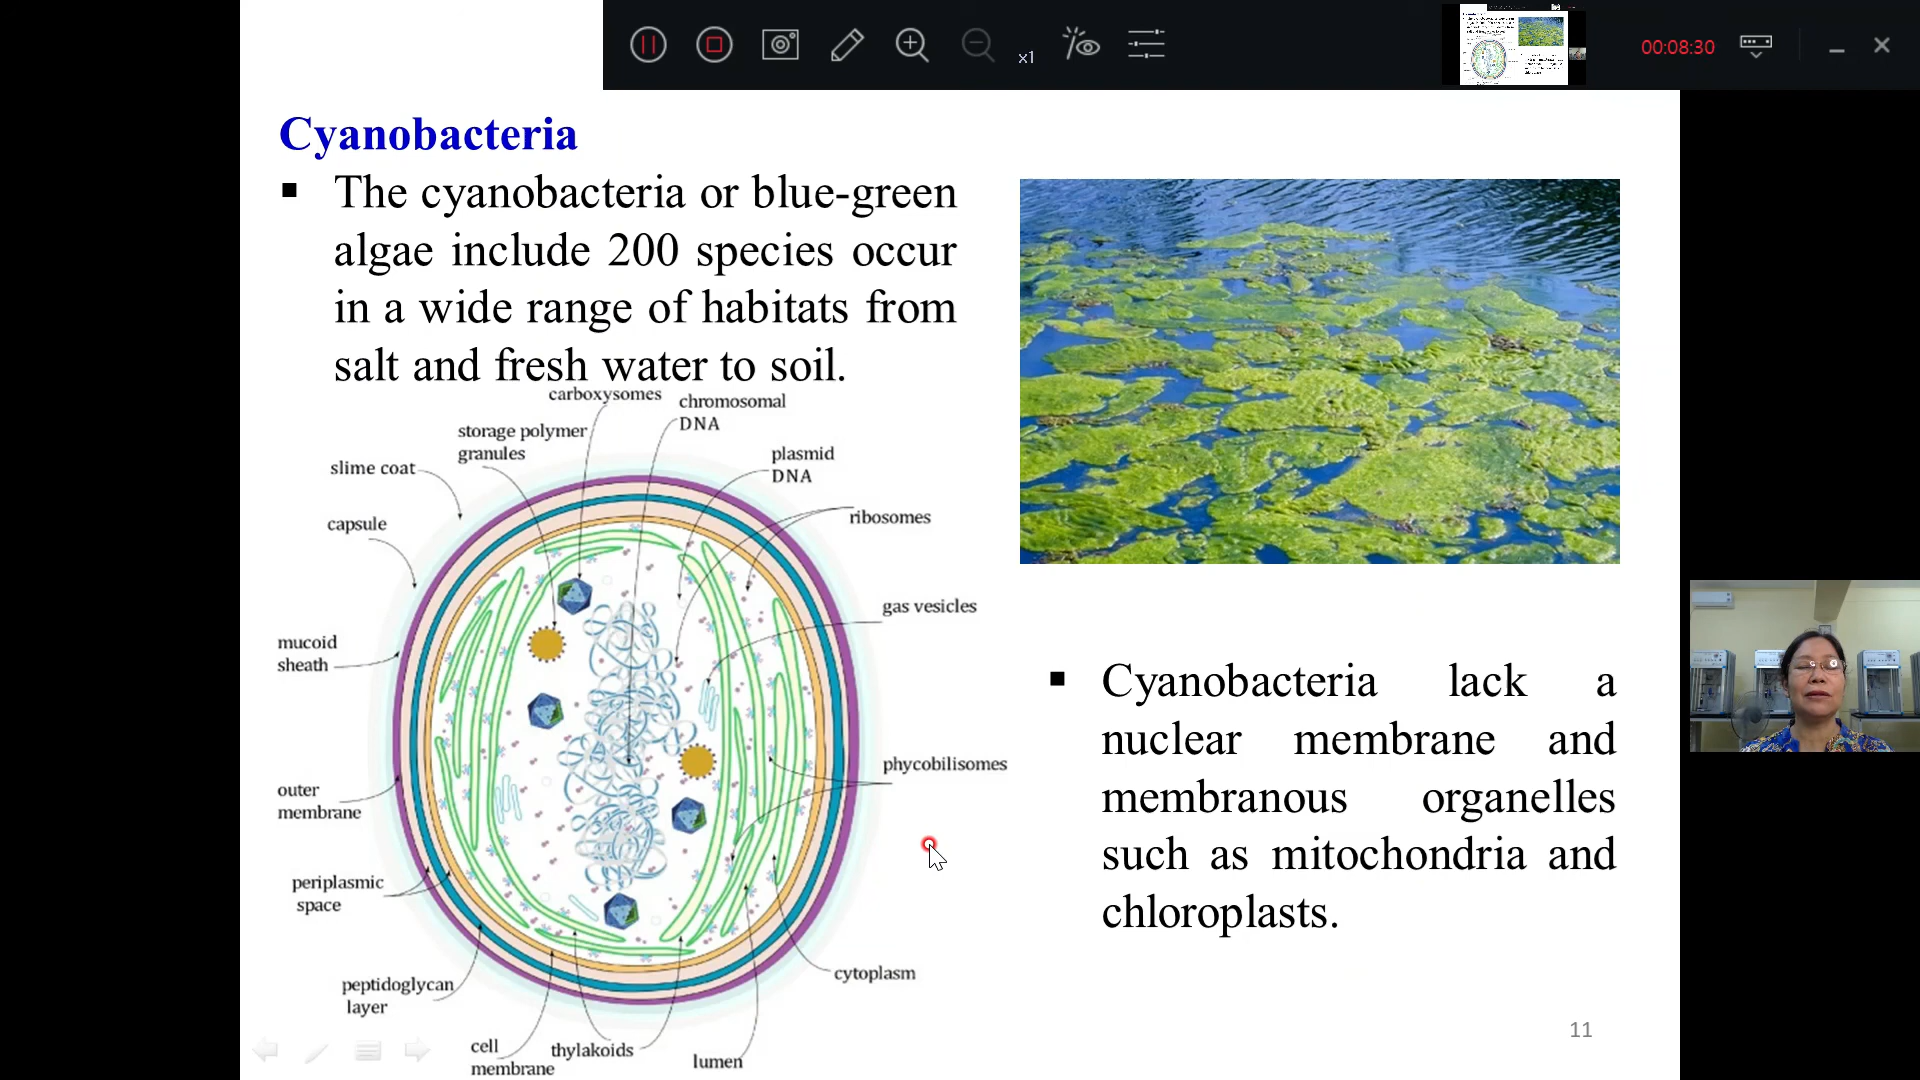 x1
00:08:30
Cyanobacteria
▪ The cyanobacteria or blue-green
algae include 200 species occur
in a wide range of habitats from
salt and fresh water to soil.
carboxysomes
chromosomal
DNA
storage polymer
granules
plasmid
DNA
slime coat
capsule
ribosomes
gas vesicles
mucoid
sheath
phycobilisomes
outer
membrane
periplasmic
space
cytoplasm
peptidoglycan
layer
cell
membrane
thylakoids
lumen
▪ Cyanobacteria lack a
nuclear membrane and
membranous organelles
such as mitochondria and
chloroplasts.
11